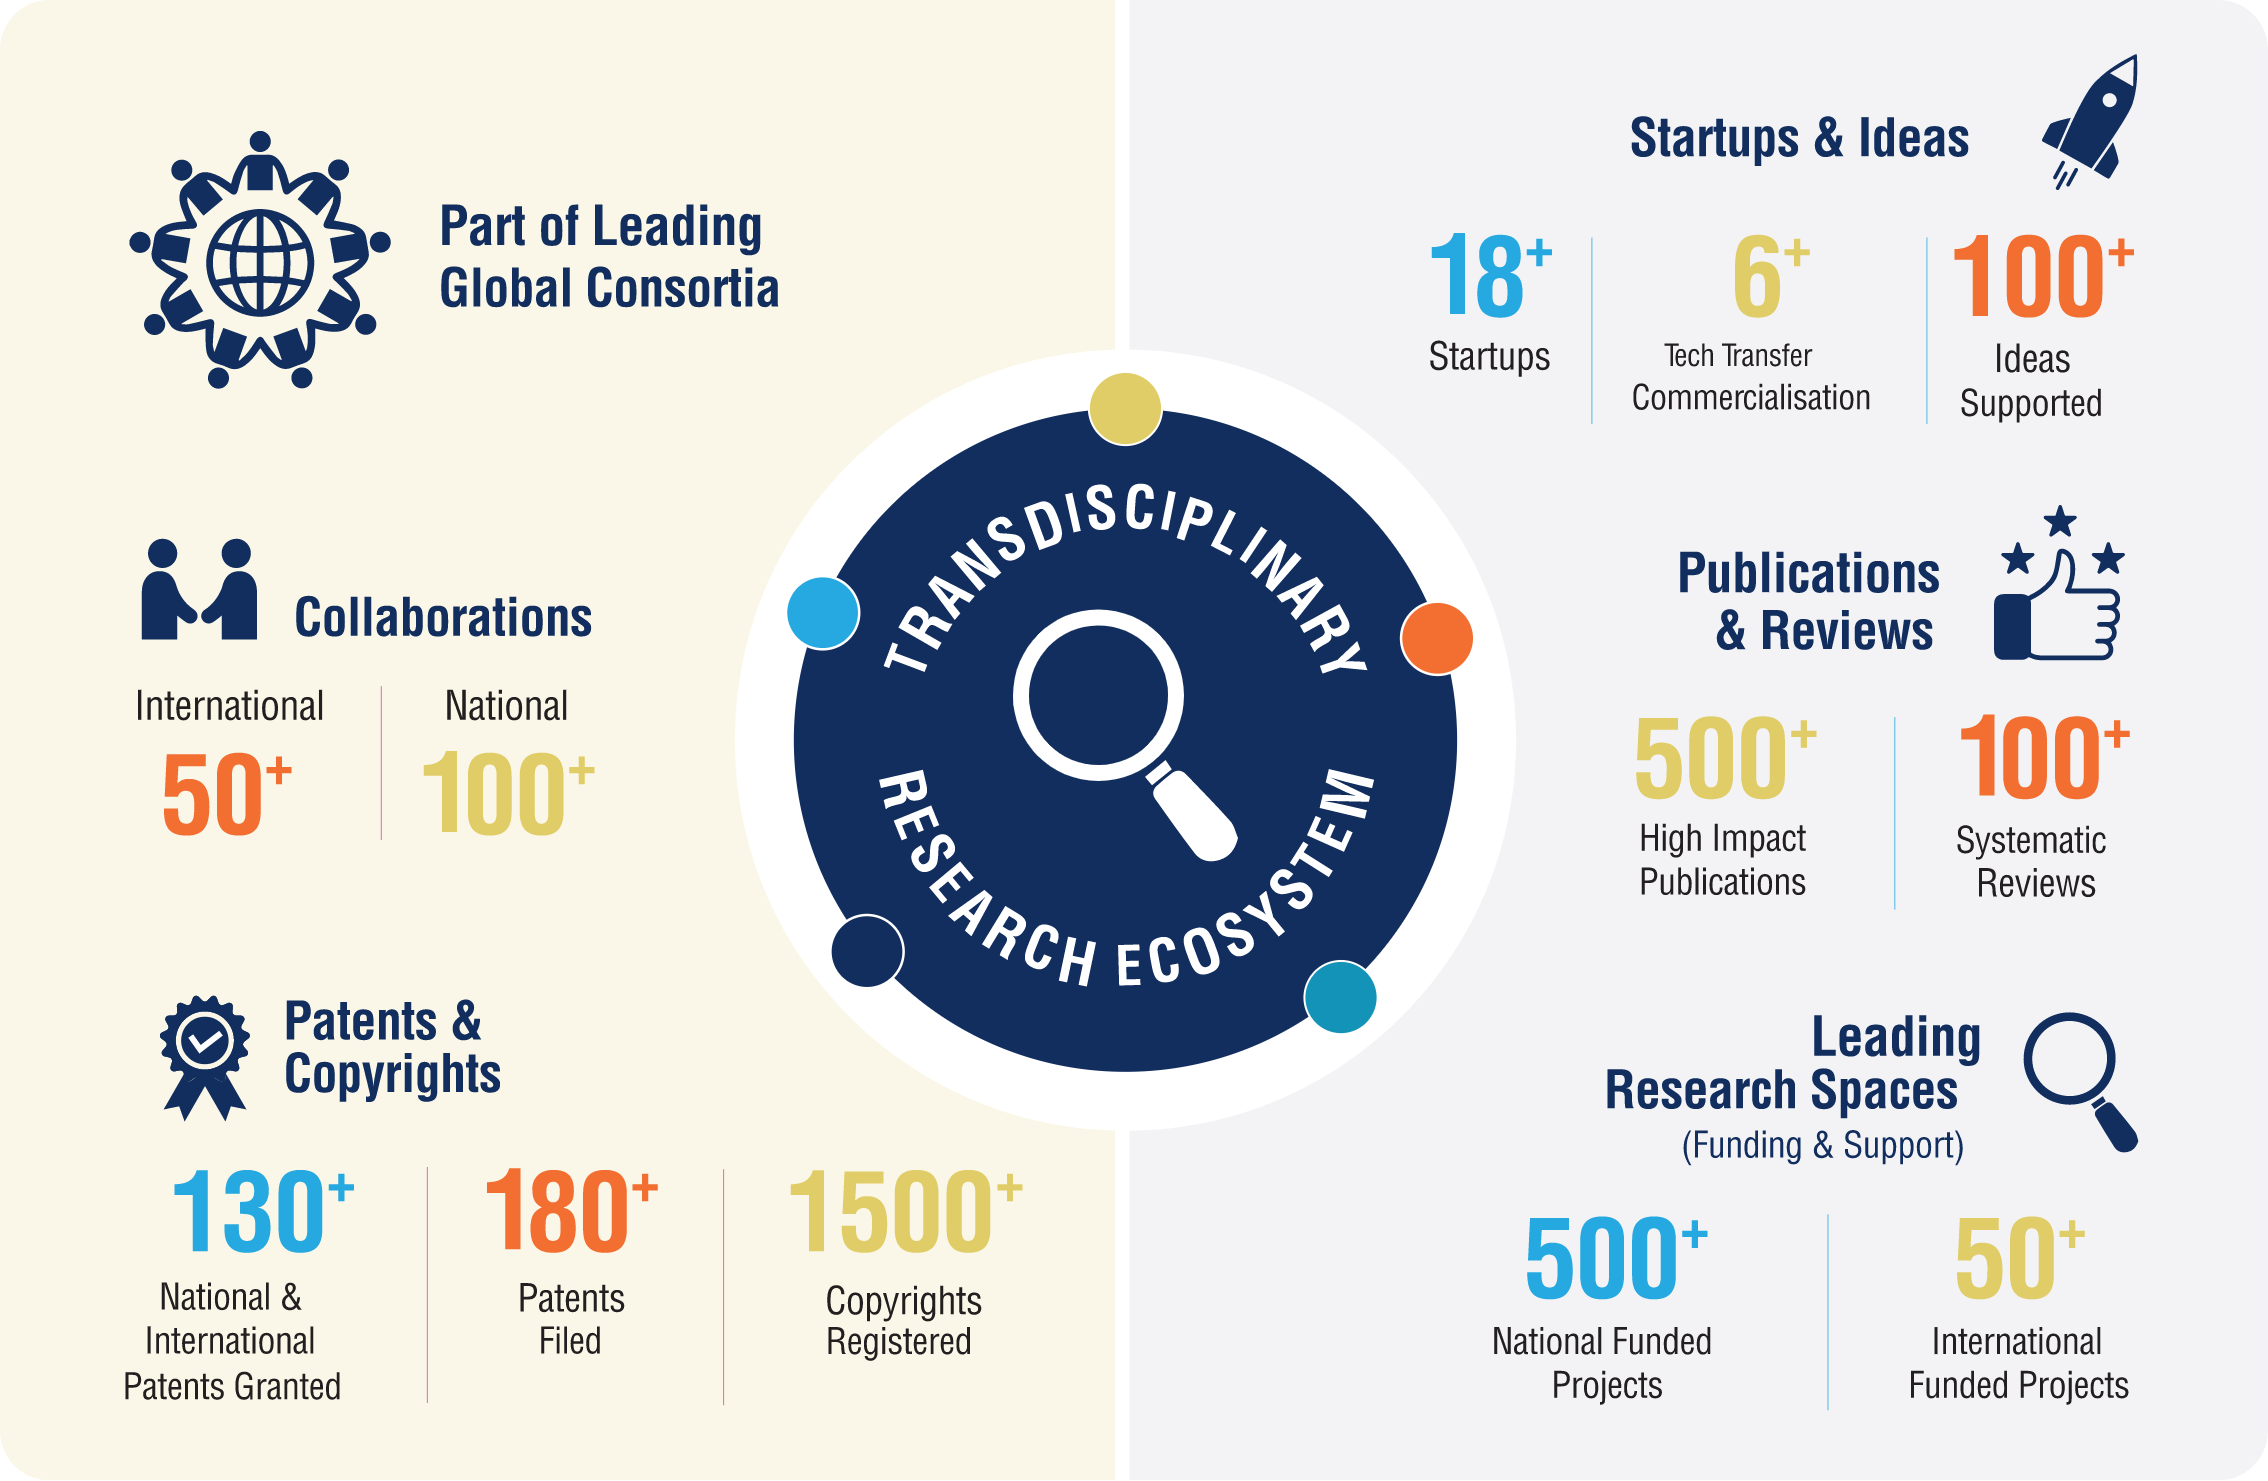 Part of Leading
Global Consortia
Collaborations
International
50+
National
100+
Patents &
Copyrights
130+
National &
International
Patents Granted
180+
Patents
Filed
1500+
Copyrights
Registered
TRANSDISCIPLINARY
RESEARCH ECOSYSTEM
Startups & Ideas
18+
Startups
6+
Tech Transfer
Commercialisation
100+
Ideas
Supported
Publications
& Reviews
500+
High Impact
Publications
100+
Systematic
Reviews
Leading
Research Spaces
(Funding & Support)
500+
National Funded
Projects
50+
International
Funded Projects